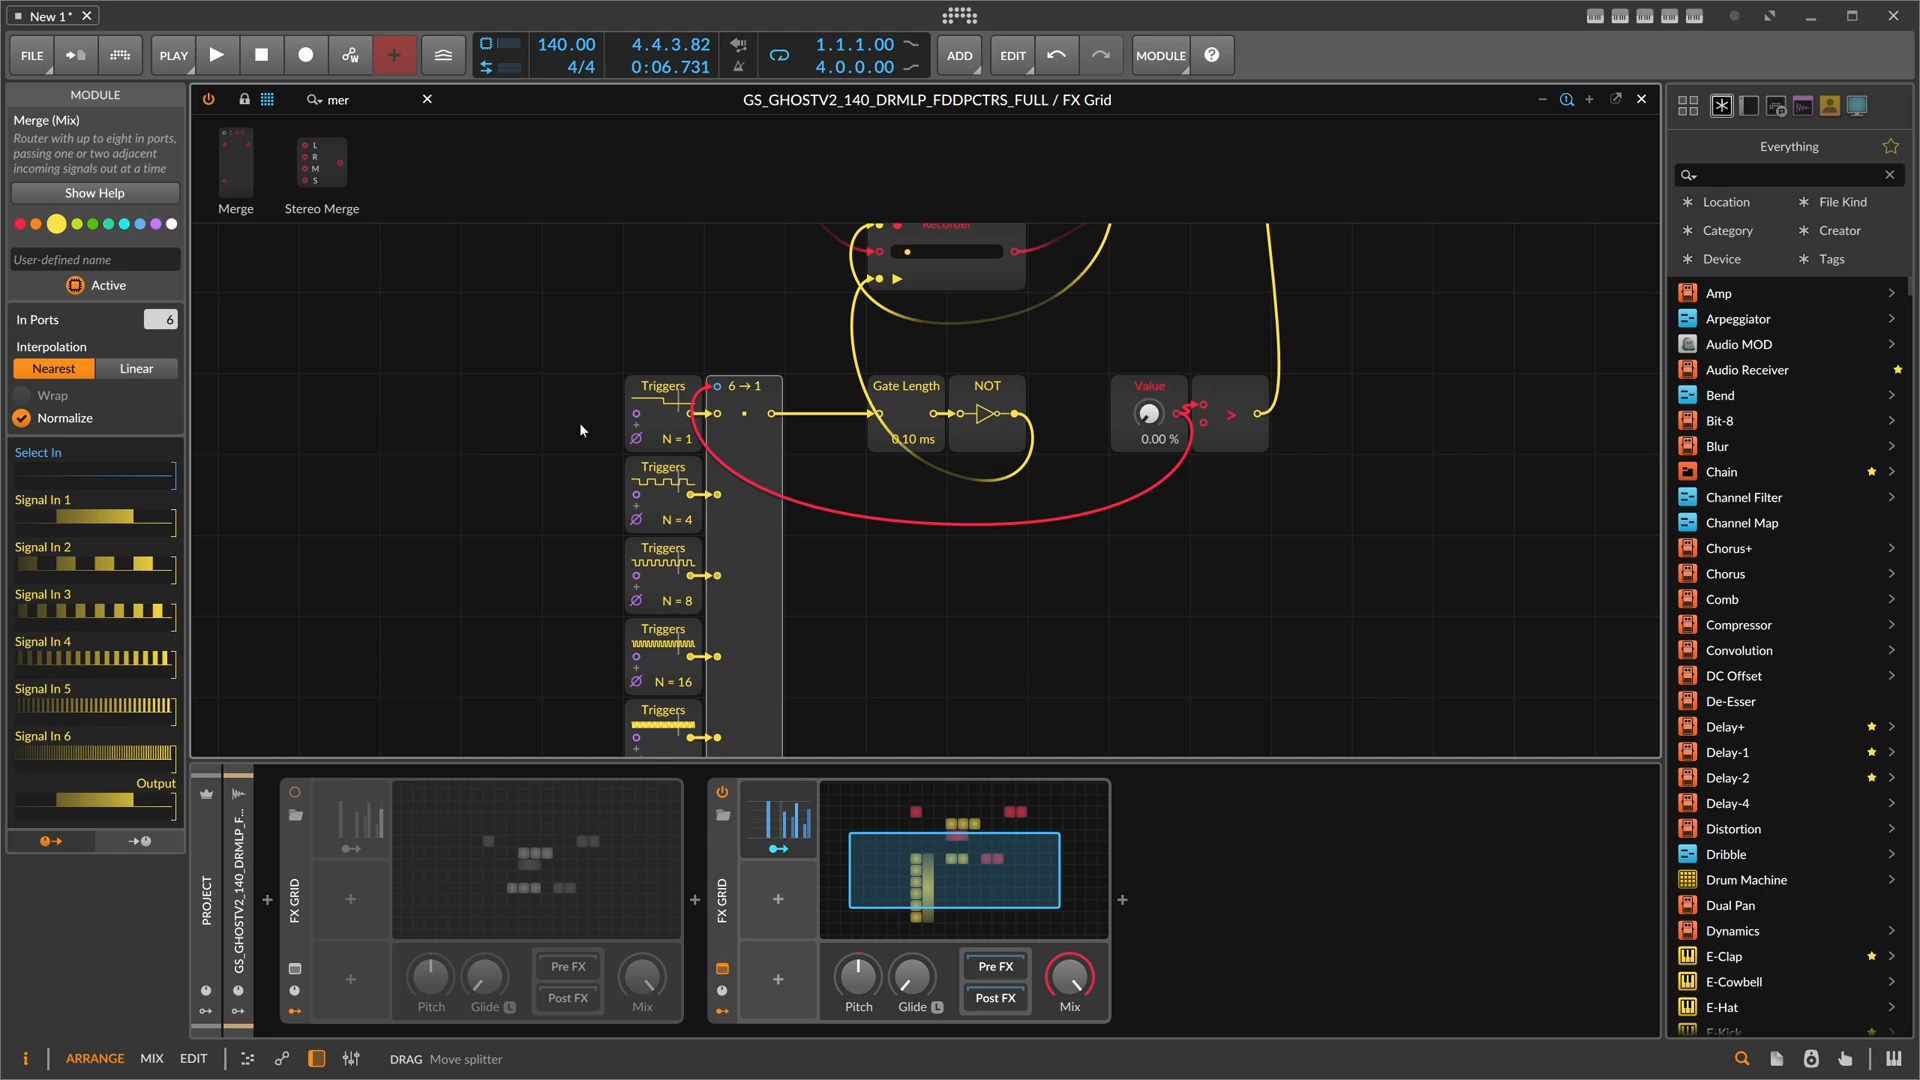 New 1*
FILE
PLAY
140.00
4/4
4.4.3.82
0:06.731
1.1.1.00
4.0.0.00
ADD
EDIT
MODULE
?
MODULE
Merge (Mix)
Router with up to eight in ports,
passing one or two adjacent
incoming signals out at a time
Show Help
User-defined name
Active
In Ports
6
Interpolation
Nearest
Linear
Wrap
Normalize
Select In
Signal In 1
Signal In 2
Signal In 3
Signal In 4
Signal In 5
Signal In 6
Output
mer
GS_GHOSTV2_140_DRMLP_FDDPCTRS_FULL / FX Grid
L
R
M
S
Merge
Stereo Merge
Recorder
Triggers
N = 1
6 → 1
Gate Length
0.10 ms
NOT
Value
0.00 %
>
Triggers
N = 4
Triggers
N = 8
Triggers
N = 16
Triggers
PROJECT
GS_GHOSTV2_140_DRMLP_F...
FX GRID
Pitch
Glide
L
Pre FX
Post FX
Mix
FX GRID
Pitch
Glide
L
Pre FX
Post FX
Mix
Everything
Location
File Kind
Category
Creator
Device
Tags
Amp
Arpeggiator
Audio MOD
Audio Receiver
Bend
Bit-8
Blur
Chain
Channel Filter
Channel Map
Chorus+
Chorus
Comb
Compressor
Convolution
DC Offset
De-Esser
Delay+
Delay-1
Delay-2
Delay-4
Distortion
Dribble
Drum Machine
Dual Pan
Dynamics
E-Clap
E-Cowbell
E-Hat
E-Kick
i
ARRANGE
MIX
EDIT
DRAG Move splitter